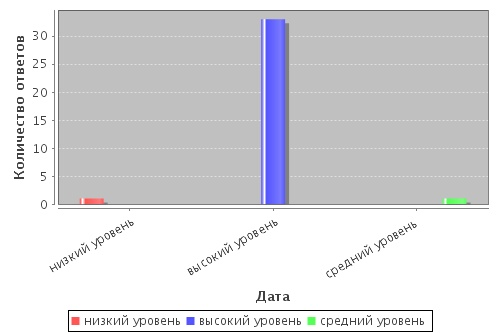 Количество ответов
30
25
20
15
10
5
0
низкий уровень
высокий уровень
средний уровень
Дата
низкий уровень высокий уровень средний уровень